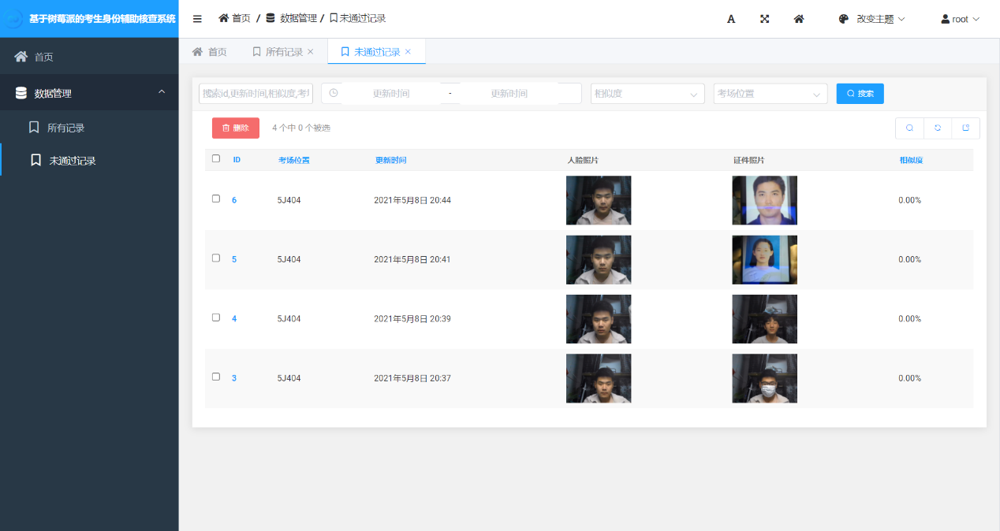 基于树莓派的考生身份辅助核查系统
首页 / 数据管理 / 未通过记录
A
改变主题
root
首页
所有记录 ×
未通过记录 ×
首页
数据管理
所有记录
未通过记录
搜索id,更新时间,相似度,考
更新时间 - 更新时间
相似度
考场位置
搜索
删除
4 个中 0 个被选
ID 考场位置 更新时间 人脸照片 证件照片 相似度
6 5J404 2021年5月8日 20:44 0.00%
5 5J404 2021年5月8日 20:41 0.00%
4 5J404 2021年5月8日 20:39 0.00%
3 5J404 2021年5月8日 20:37 0.00%